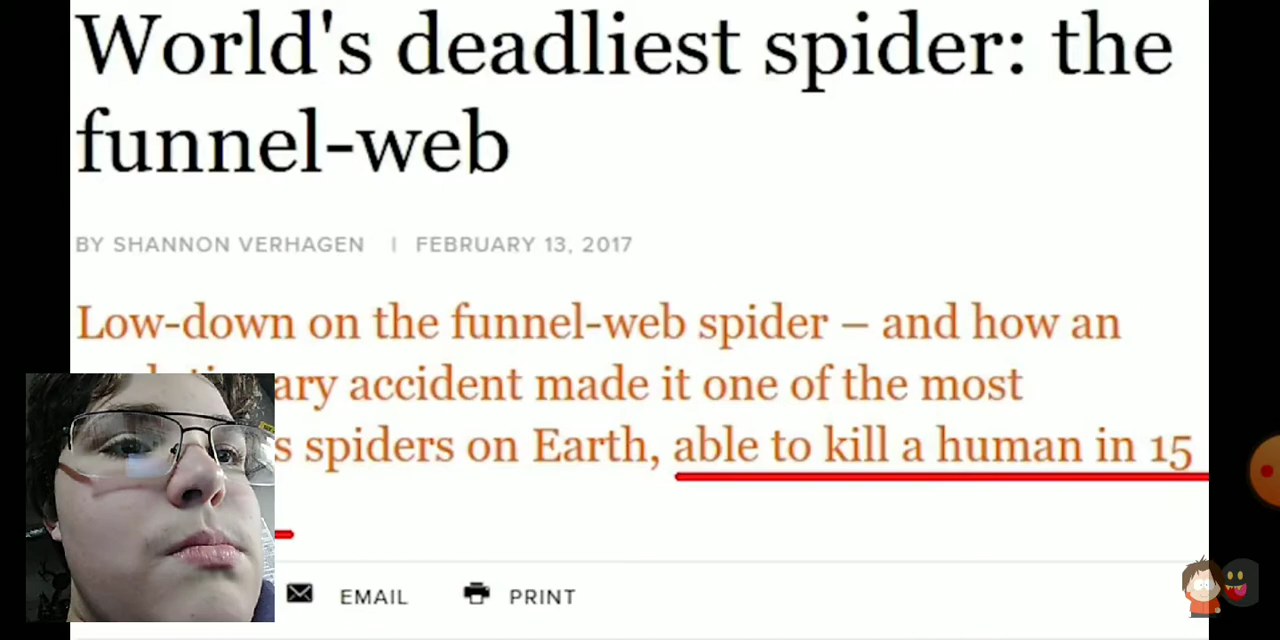 World's deadliest spider: the
funnel-web
BY SHANNON VERHAGEN | FEBRUARY 13, 2017
Low-down on the funnel-web spider – and how an
accident made it one of the most
spiders on Earth, able to kill a human in 15
EMAIL PRINT